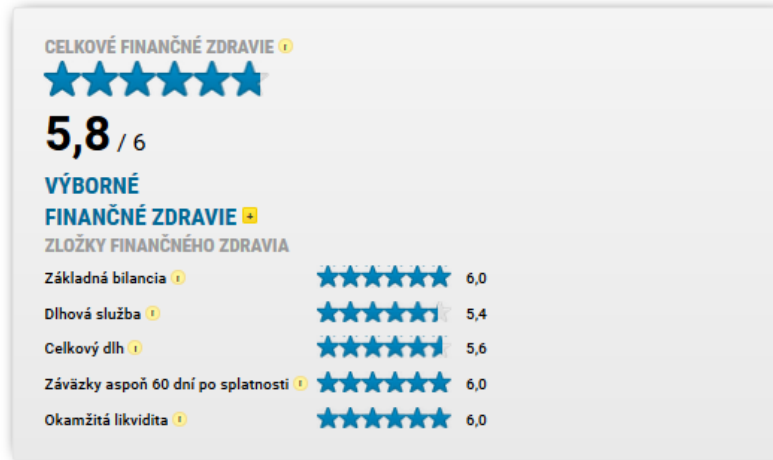 CELKOVÉ FINANČNÉ ZDRAVIE
5,8 / 6
VÝBORNÉ
FINANČNÉ ZDRAVIE +
ZLOŽKY FINANČNÉHO ZDRAVIA
Základná bilancia 6,0
Dlhová služba 5,4
Celkový dlh 5,6
Záväzky aspoň 60 dní po splatnosti 6,0
Okamžitá likvidita 6,0